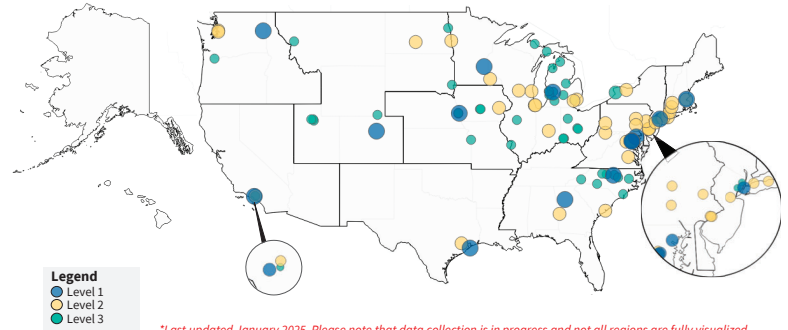 Legend
Level 1
Level 2
Level 3
*Last updated January 2025. Please note that data collection is in progress and not all regions are fully visualized